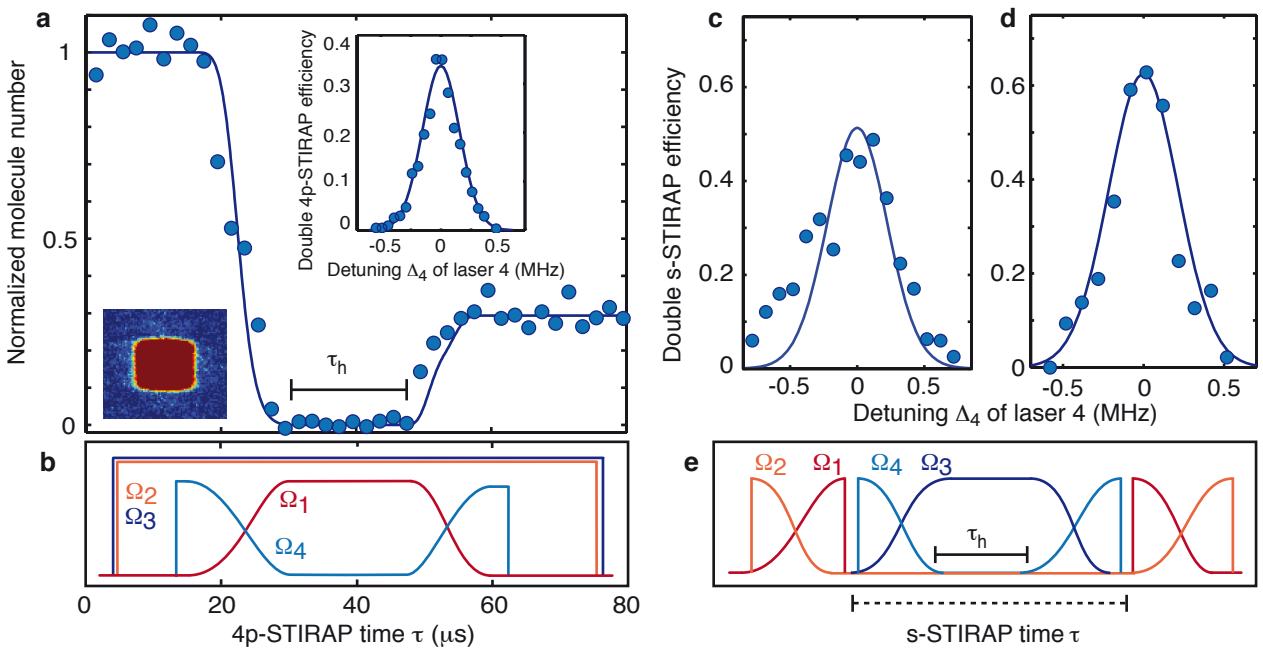 a
Normalized molecule number
1
0.5
0
τh
Double 4p-STIRAP efficiency
0.4
0.3
0.2
0.1
0
-0.5
0
0.5
Detuning Δ4 of laser 4 (MHz)
b
Ω2
Ω3
Ω1
Ω4
0
20
40
60
80
4p-STIRAP time τ (μs)
c
Double s-STIRAP efficiency
0.6
0.4
0.2
0
-0.5
0
0.5
d
0.6
0.4
0.2
0
-0.5
0
0.5
Detuning Δ4 of laser 4 (MHz)
e
Ω2
Ω1
Ω4
Ω3
τh
s-STIRAP time τ